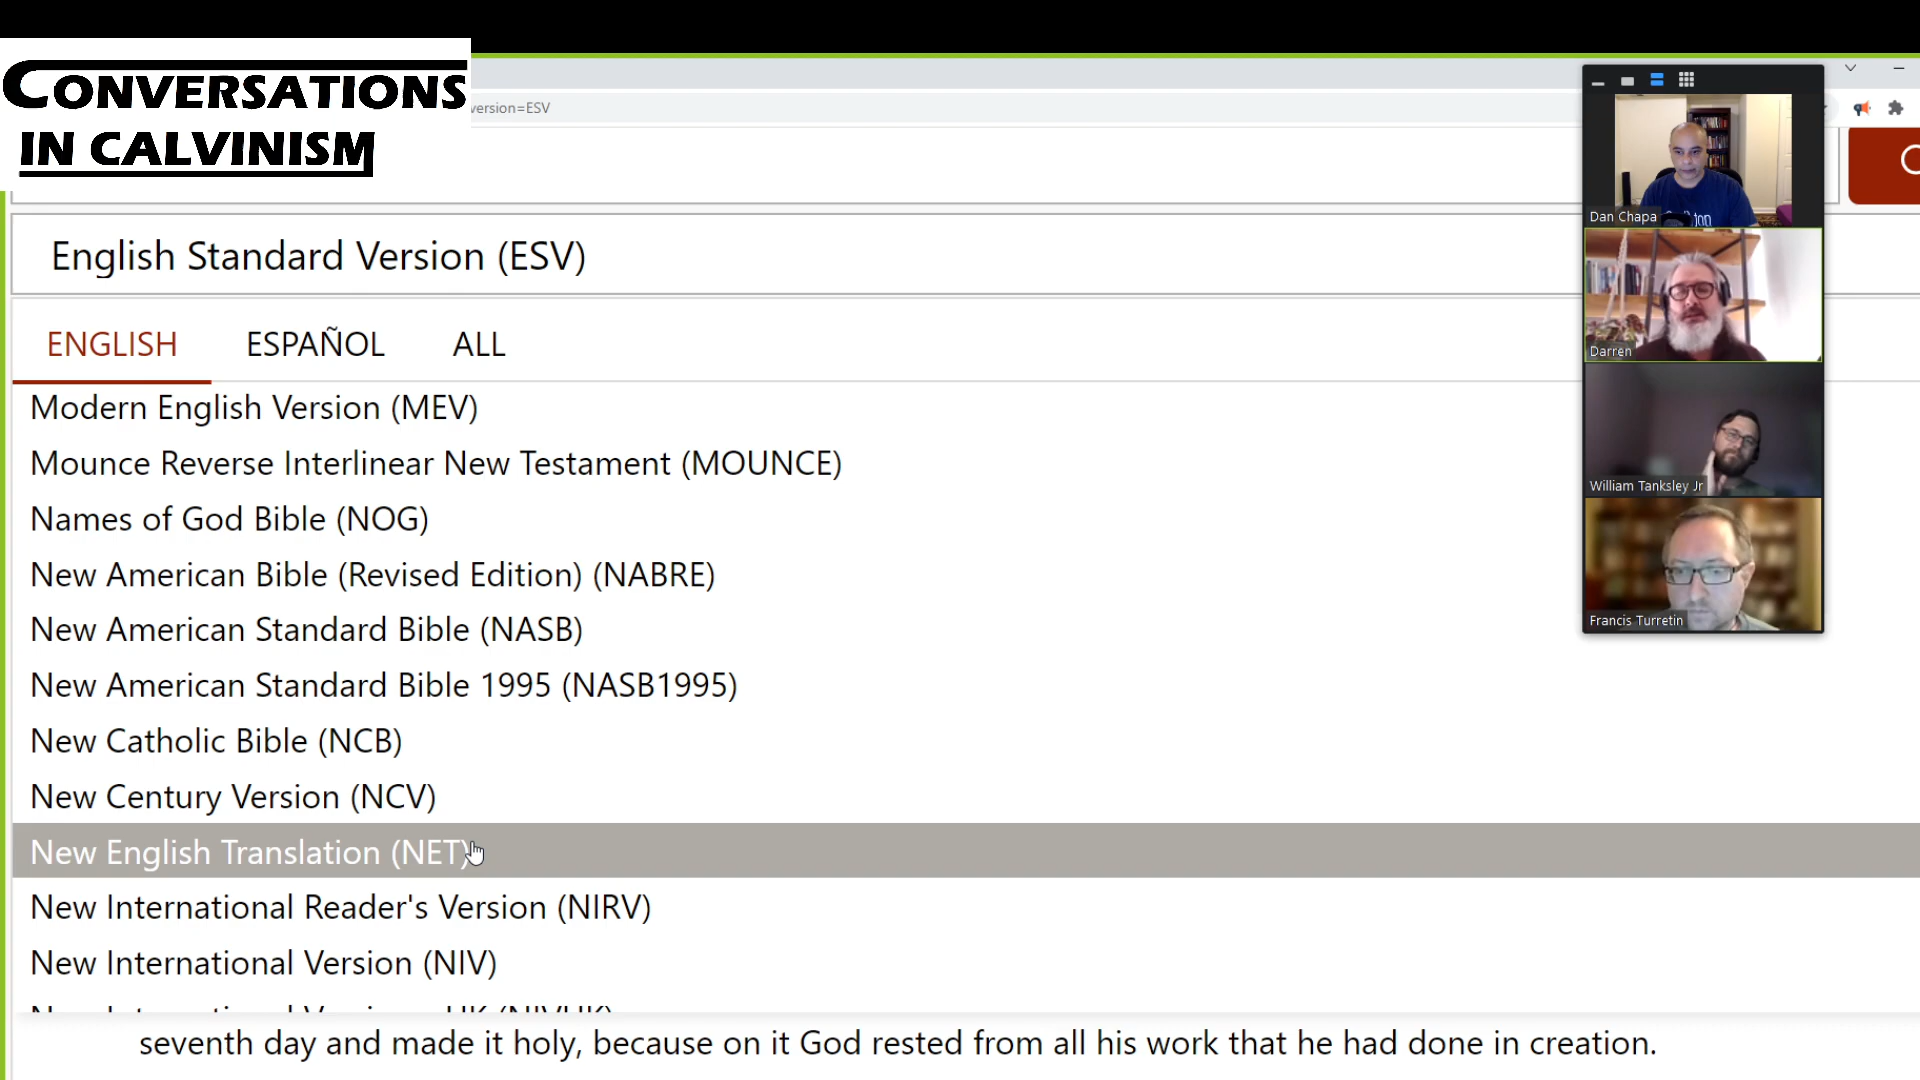 CONVERSATIONS
IN CALVINISM
version=ESV
English Standard Version (ESV)
ENGLISH ESPAÑOL ALL
Modern English Version (MEV)
Mounce Reverse Interlinear New Testament (MOUNCE)
Names of God Bible (NOG)
New American Bible (Revised Edition) (NABRE)
New American Standard Bible (NASB)
New American Standard Bible 1995 (NASB1995)
New Catholic Bible (NCB)
New Century Version (NCV)
New English Translation (NET)
New International Reader's Version (NIRV)
New International Version (NIV)
seventh day and made it holy, because on it God rested from all his work that he had done in creation.
Dan Chapa
Darren
William Tanksley Jr
Francis Turretin